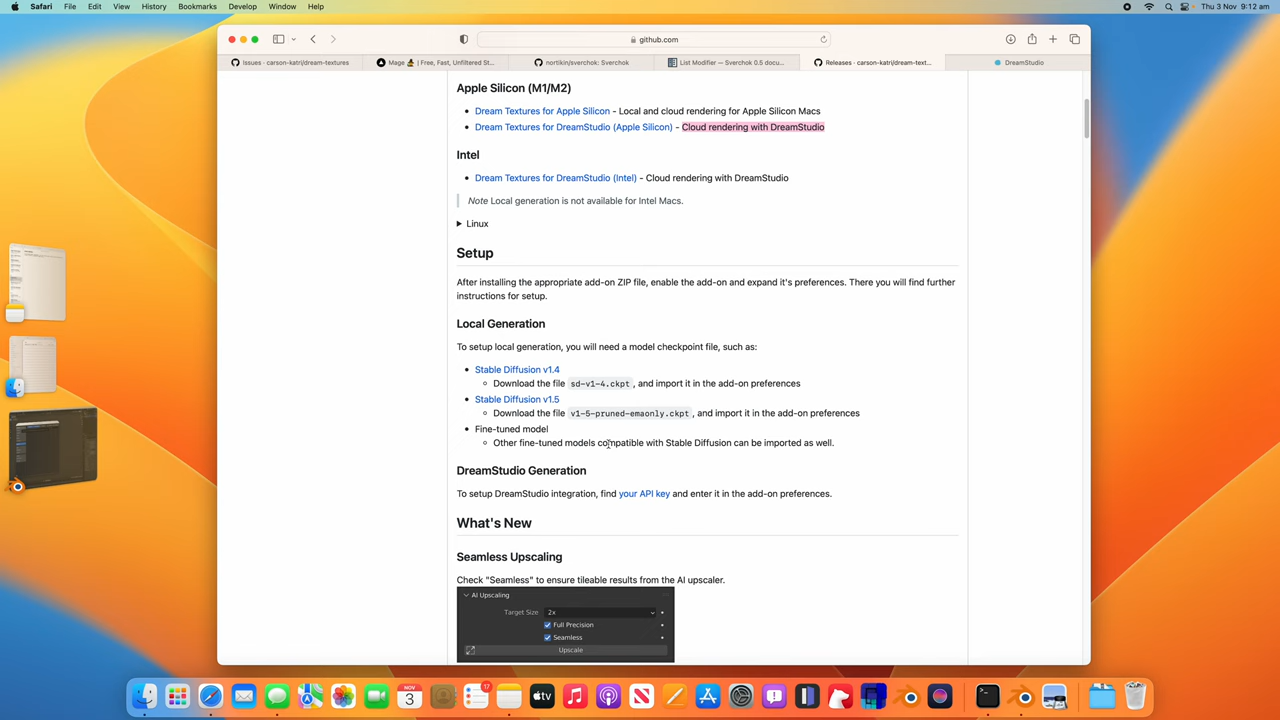 Safari File Edit View History Bookmarks Develop Window Help
Thu 3 Nov 9:12 am
github.com
Issues · carson-katri/dream-textures
Mage 🧙 | Free, Fast, Unfiltered St...
nortikin/sverchok: Sverchok
List Modifier — Sverchok 0.5 docu...
Releases · carson-katri/dream-text...
DreamStudio
Apple Silicon (M1/M2)
• Dream Textures for Apple Silicon - Local and cloud rendering for Apple Silicon Macs
• Dream Textures for DreamStudio (Apple Silicon) - Cloud rendering with DreamStudio
Intel
• Dream Textures for DreamStudio (Intel) - Cloud rendering with DreamStudio
Note Local generation is not available for Intel Macs.
Linux
Setup
After installing the appropriate add-on ZIP file, enable the add-on and expand it's preferences. There you will find further
instructions for setup.
Local Generation
To setup local generation, you will need a model checkpoint file, such as:
• Stable Diffusion v1.4
Download the file sd-v1-4.ckpt , and import it in the add-on preferences
• Stable Diffusion v1.5
Download the file v1-5-pruned-emaonly.ckpt , and import it in the add-on preferences
• Fine-tuned model
Other fine-tuned models compatible with Stable Diffusion can be imported as well.
DreamStudio Generation
To setup DreamStudio integration, find your API key and enter it in the add-on preferences.
What's New
Seamless Upscaling
Check "Seamless" to ensure tileable results from the AI upscaler.
AI Upscaling
Target Size 2x
Full Precision
Seamless
Upscale
NOV
3
17